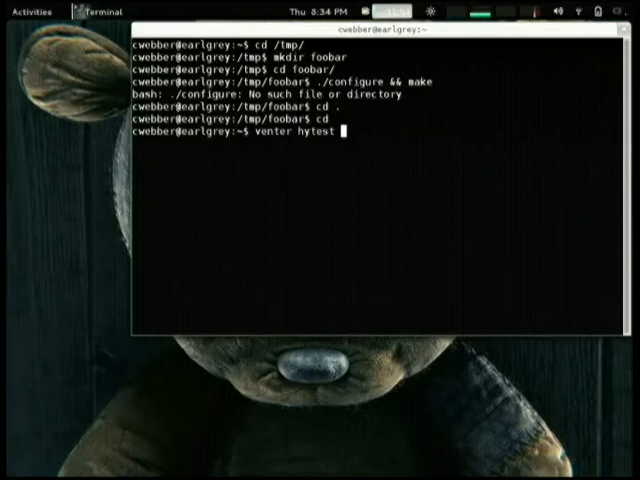 Activities
Terminal
Thu 8:34 PM
cwebber@earlgrey:~
cwebber@earlgrey:~$ cd /tmp/
cwebber@earlgrey:/tmp$ mkdir foobar
cwebber@earlgrey:/tmp$ cd foobar/
cwebber@earlgrey:/tmp/foobar$ ./configure && make
bash: ./configure: No such file or directory
cwebber@earlgrey:/tmp/foobar$ cd .
cwebber@earlgrey:/tmp/foobar$ cd
cwebber@earlgrey:~$ venter hytest